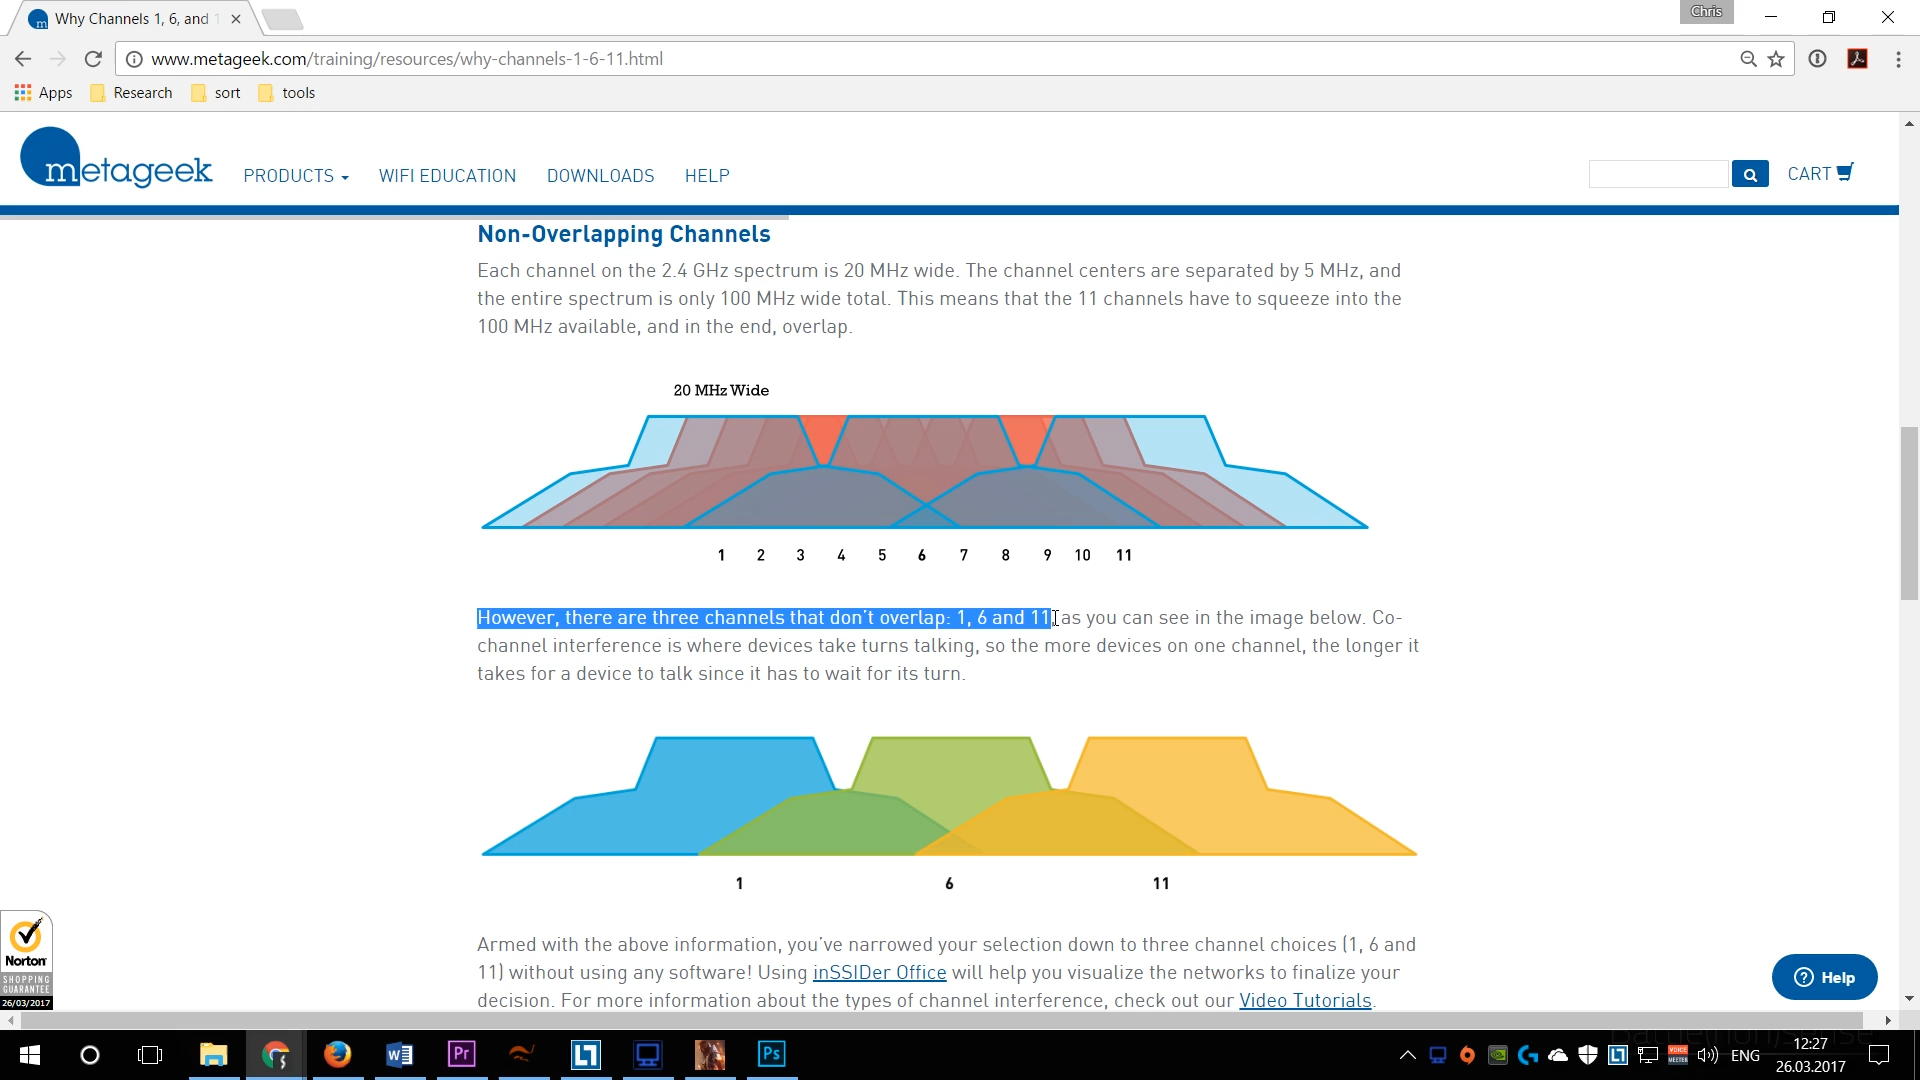 Why Channels 1, 6, and 1
Chris
www.metageek.com/training/resources/why-channels-1-6-11.html
Apps Research sort tools
metageek
PRODUCTS WIFI EDUCATION DOWNLOADS HELP
CART
Non-Overlapping Channels
Each channel on the 2.4 GHz spectrum is 20 MHz wide. The channel centers are separated by 5 MHz, and
the entire spectrum is only 100 MHz wide total. This means that the 11 channels have to squeeze into the
100 MHz available, and in the end, overlap.
20 MHz Wide
1 2 3 4 5 6 7 8 9 10 11
However, there are three channels that don't overlap: 1, 6 and 11, as you can see in the image below. Co-
channel interference is where devices take turns talking, so the more devices on one channel, the longer it
takes for a device to talk since it has to wait for its turn.
1 6 11
Armed with the above information, you've narrowed your selection down to three channel choices (1, 6 and
11) without using any software! Using inSSIDer Office will help you visualize the networks to finalize your
decision. For more information about the types of channel interference, check out our Video Tutorials.
Norton
SHOPPING
GUARANTEE
26/03/2017
Help
Pr
Ps
ENG
12:27
26.03.2017